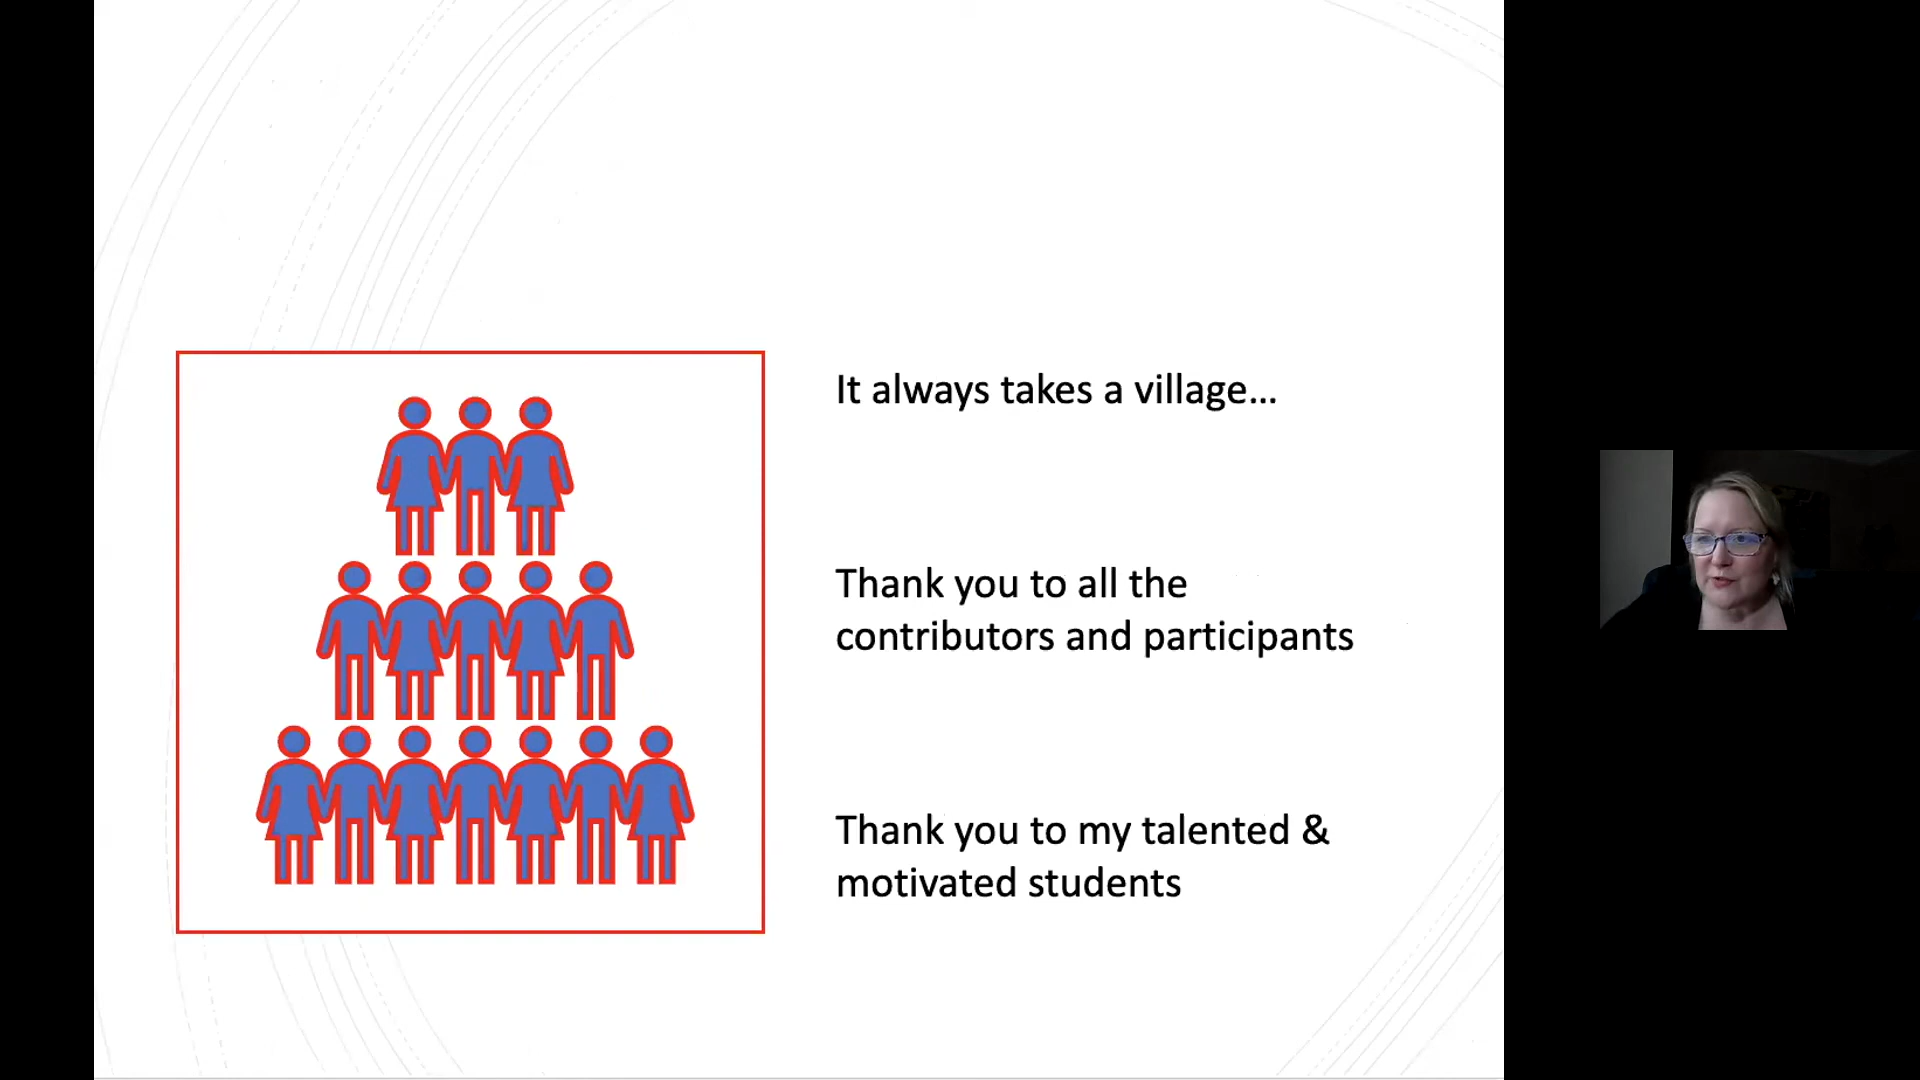 It always takes a village...
Thank you to all the
contributors and participants
Thank you to my talented &
motivated students